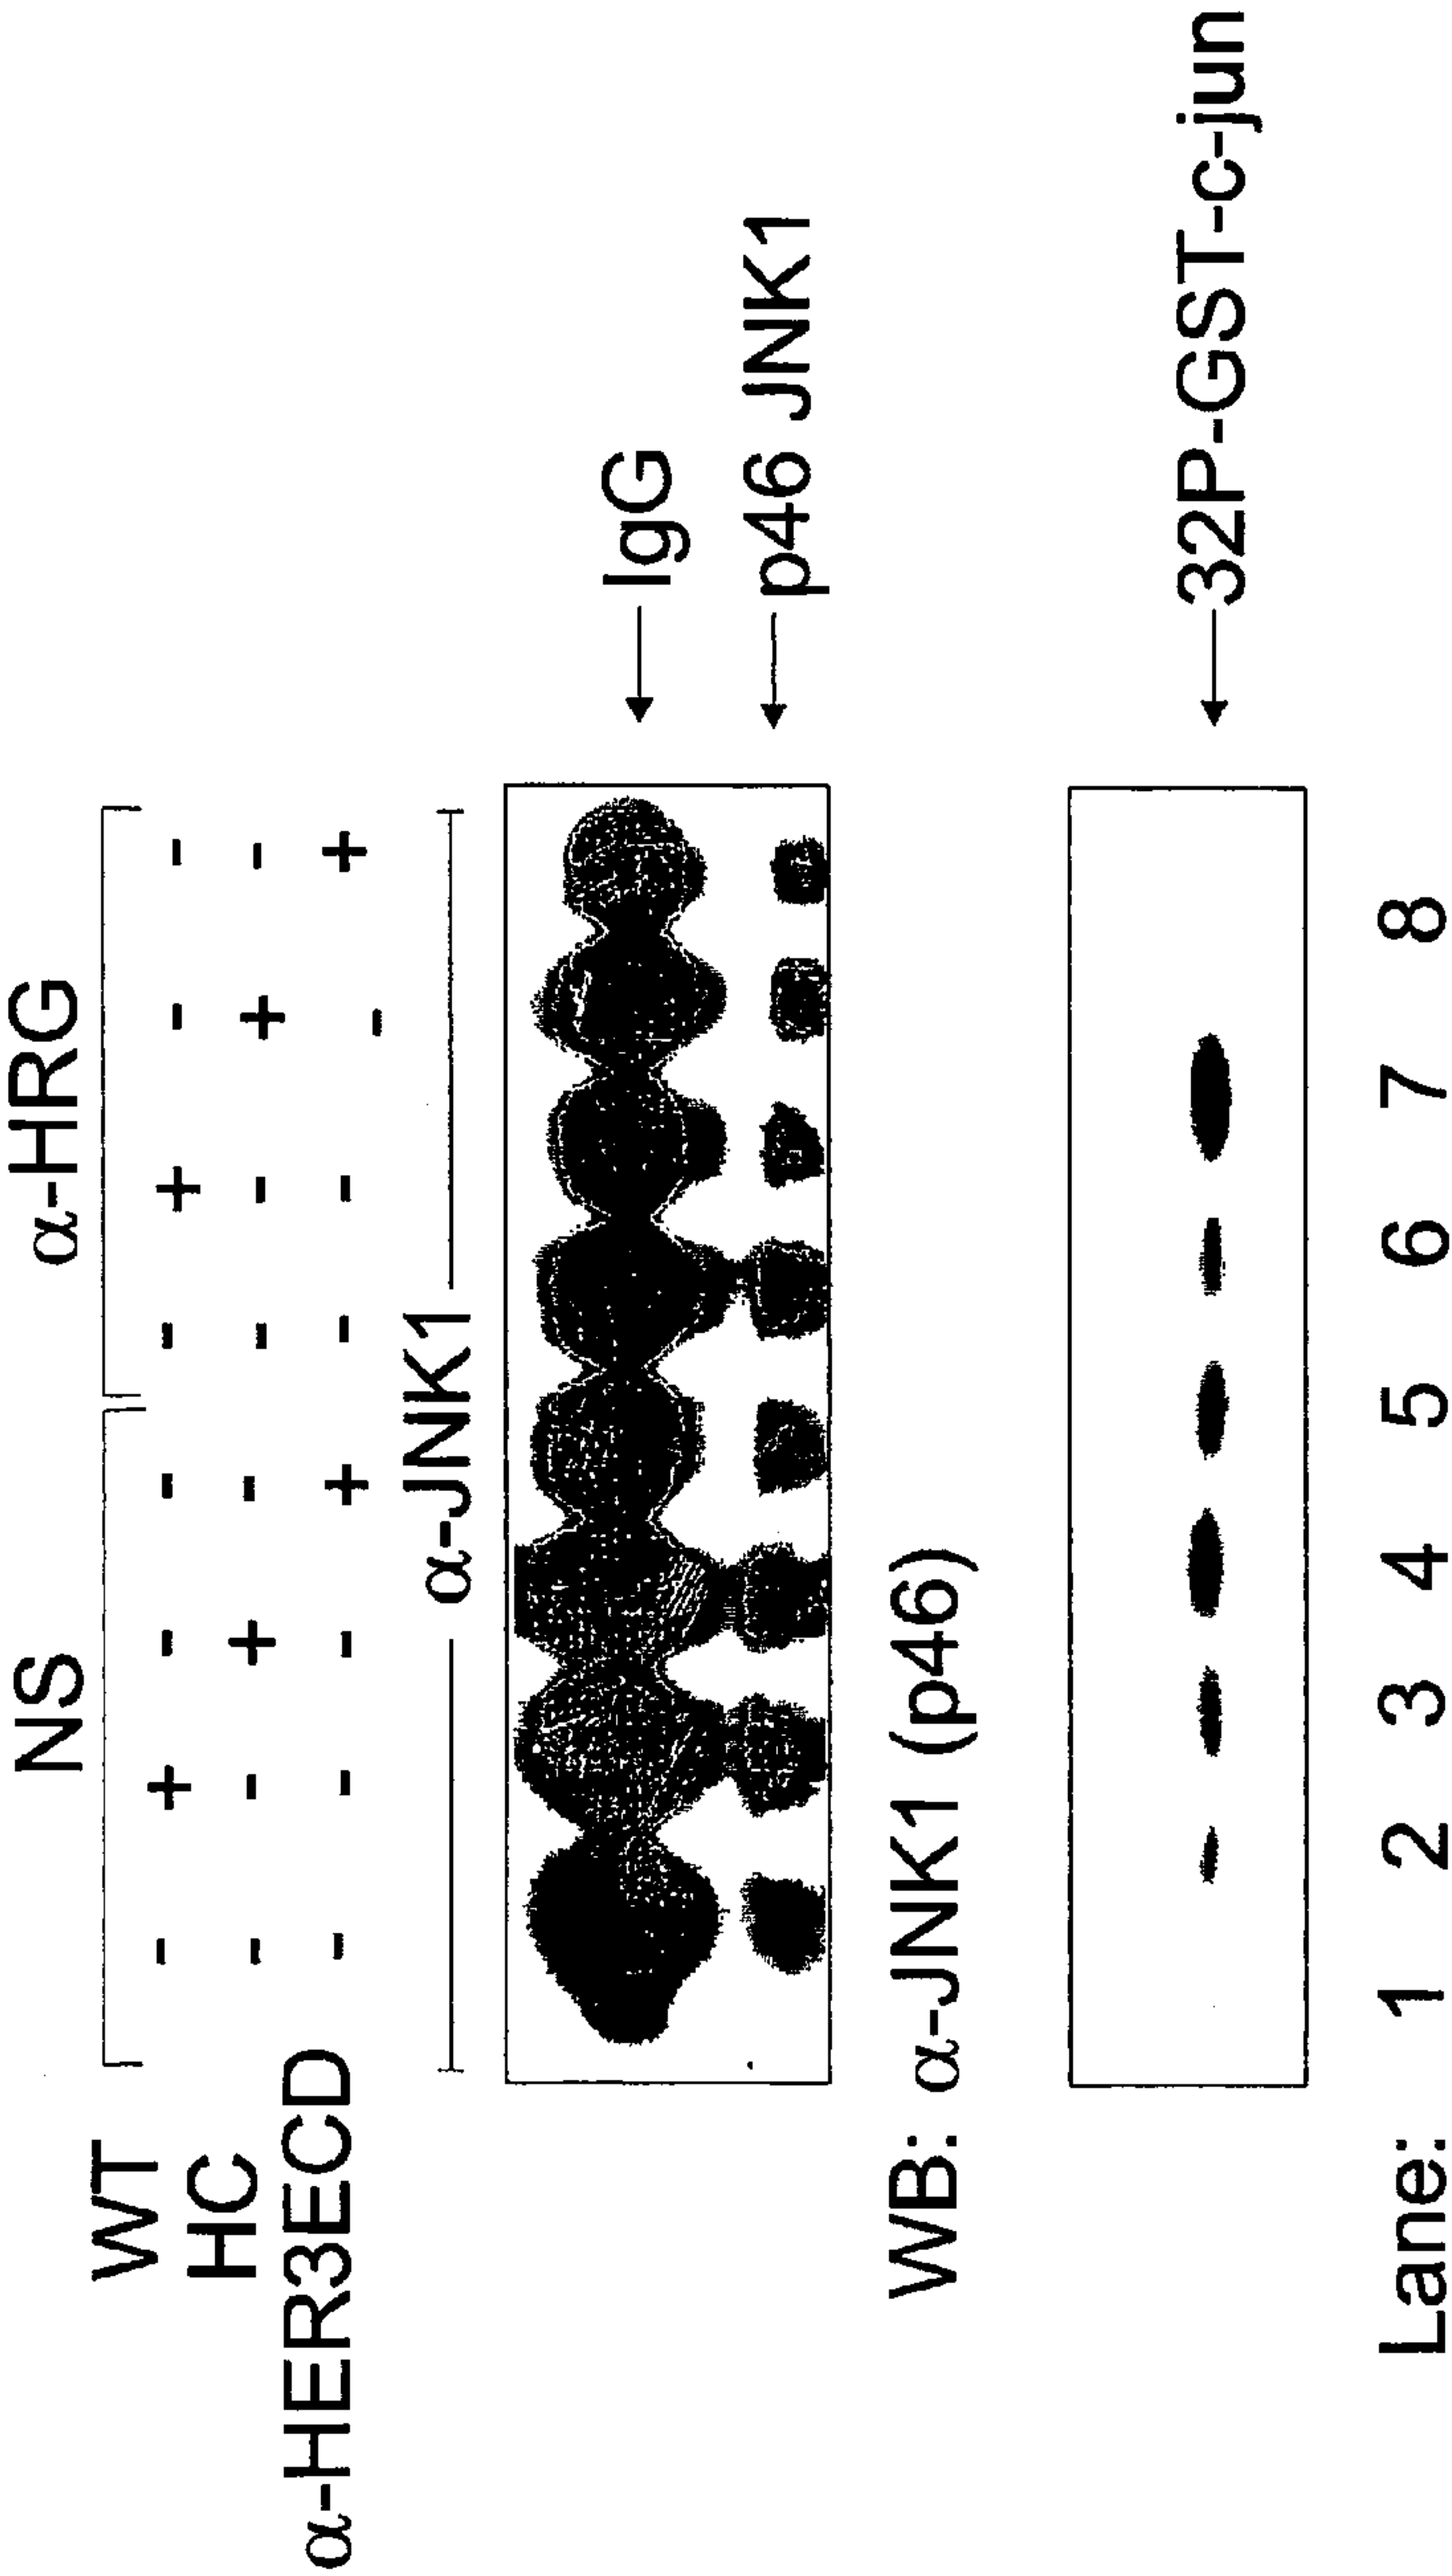 NS α-HRG
WT - + - - - + - -
HC - - + - - - + -
α-HER3ECD - - - + - - - +
α-JNK1
IgG
p46 JNK1
WB: α-JNK1 (p46)
32P-GST-c-jun
Lane: 1 2 3 4 5 6 7 8